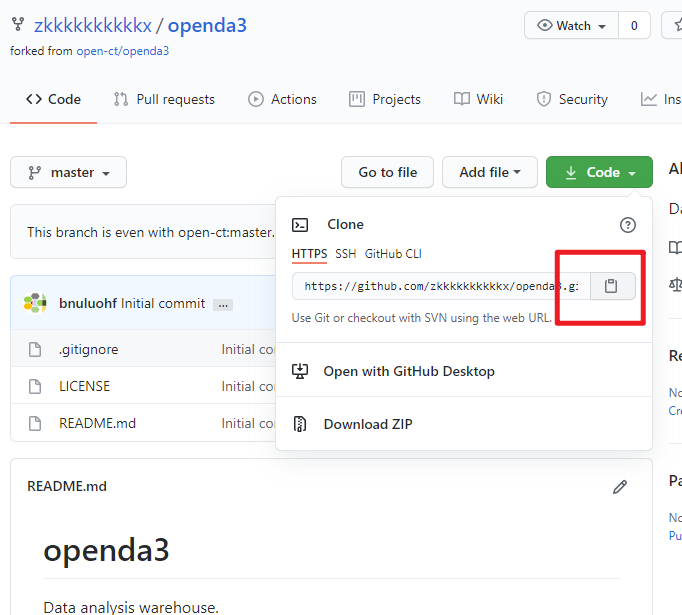 zkkkkkkkkkkx / openda3
Watch 0
forked from open-ct/openda3
Code Pull requests Actions Projects Wiki Security Ins
master Go to file Add file Code
This branch is even with open-ct:master.
Clone
HTTPS SSH GitHub CLI
https://github.com/zkkkkkkkkkkx/openda3.gi
Use Git or checkout with SVN using the web URL.
Open with GitHub Desktop
Download ZIP
bnuluohf Initial commit ...
.gitignore Initial co
LICENSE Initial co
README.md Initial co
README.md
openda3
Data analysis warehouse.
Al
Da
Re
No
Cre
Pa
No
Pu